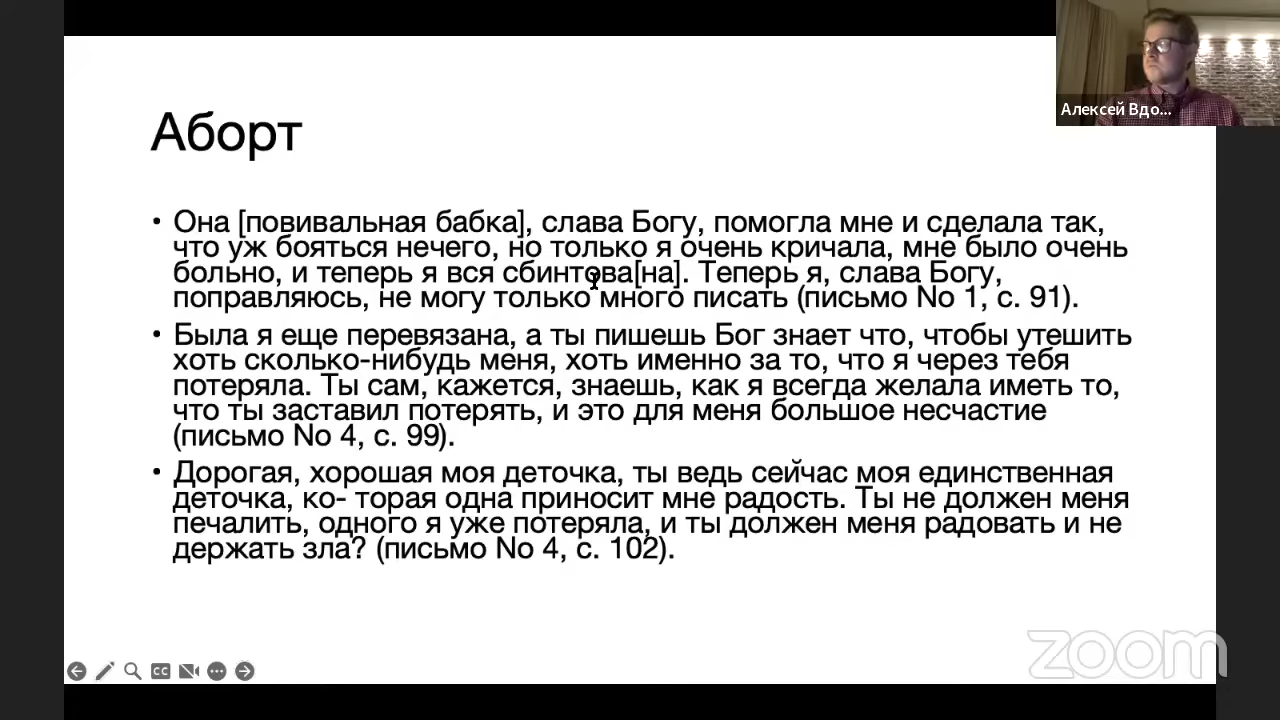 Алексей Вдо...
Аборт
• Она [повивальная бабка], слава Богу, помогла мне и сделала так,
что уж бояться нечего, но только я очень кричала, мне было очень
больно, и теперь я вся сбинтова[на]. Теперь я, слава Богу,
поправляюсь, не могу только много писать (письмо No 1, с. 91).
• Была я еще перевязана, а ты пишешь Бог знает что, чтобы утешить
хоть сколько-нибудь меня, хоть именно за то, что я через тебя
потеряла. Ты сам, кажется, знаешь, как я всегда желала иметь то,
что ты заставил потерять, и это для меня большое несчастие
(письмо No 4, с. 99).
• Дорогая, хорошая моя деточка, ты ведь сейчас моя единственная
деточка, ко- торая одна приносит мне радость. Ты не должен меня
печалить, одного я уже потеряла, и ты должен меня радовать и не
держать зла? (письмо No 4, с. 102).
CC
zoom